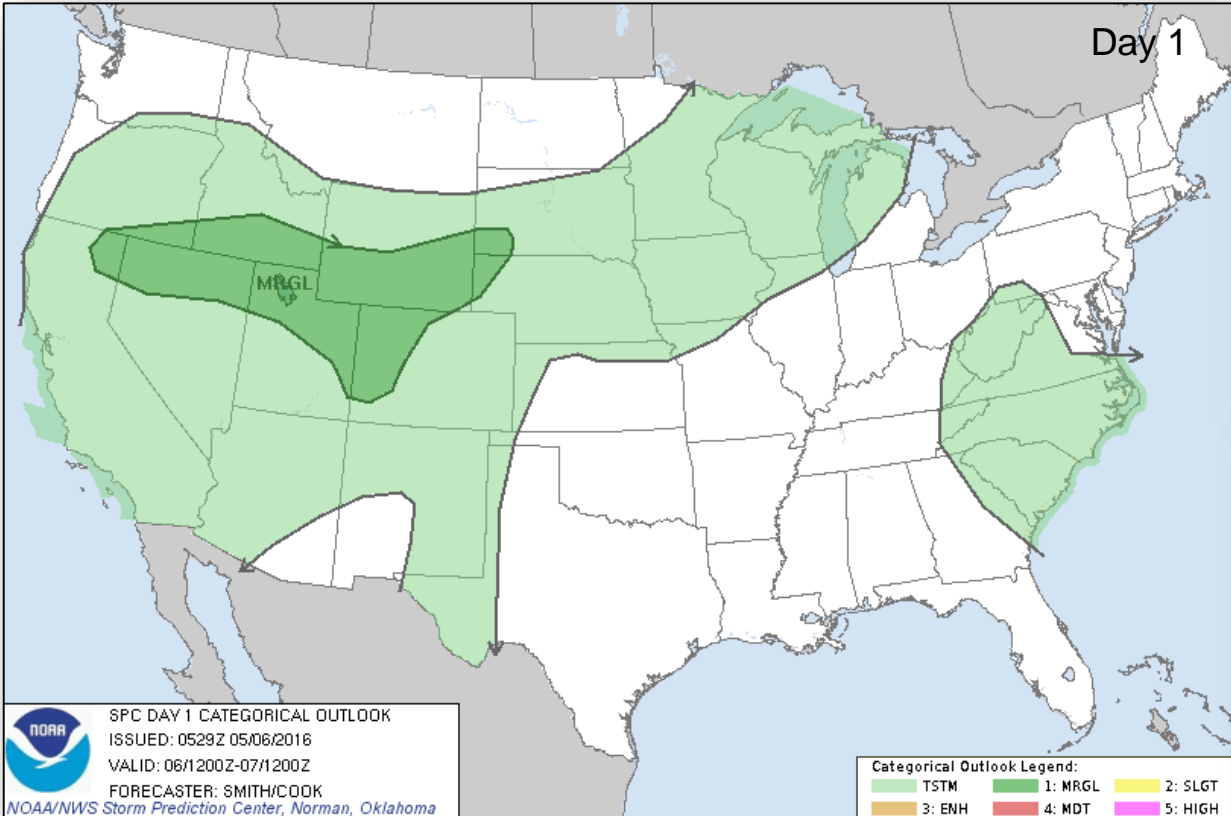 Day 1
MRGL
NOAA
SPC DAY 1 CATEGORICAL OUTLOOK
ISSUED: 0529Z 05/06/2016
VALID: 06/1200Z-07/1200Z
FORECASTER: SMITH/COOK
NOAA/NWS Storm Prediction Center, Norman, Oklahoma
Categorical Outlook Legend:
TSTM 1: MRGL 2: SLGT
3: ENH 4: MDT 5: HIGH